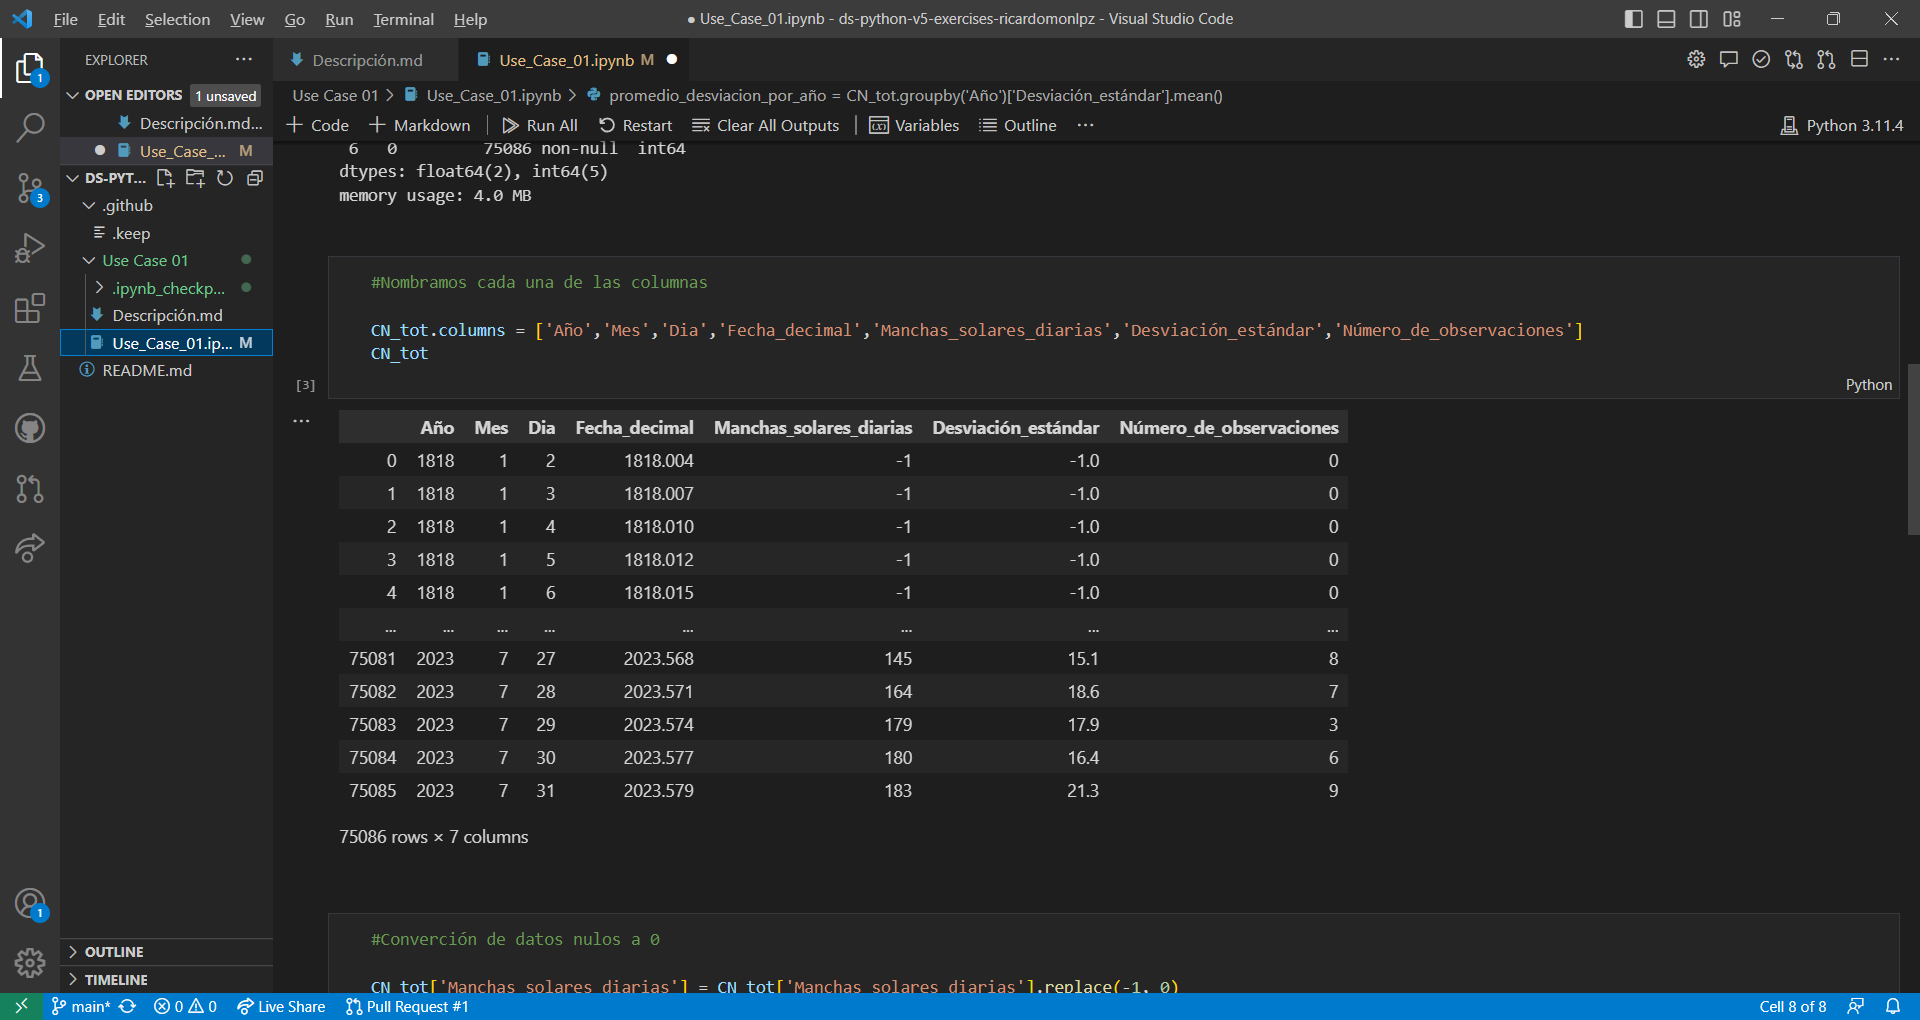 File Edit Selection View Go Run Terminal Help
● Use_Case_01.ipynb - ds-python-v5-exercises-ricardomonlpz - Visual Studio Code
EXPLORER ...
Descripción.md
Use_Case_01.ipynb M ●
OPEN EDITORS 1 unsaved
Descripción.md...
● Use_Case_... M
DS-PYT...
.github
.keep
Use Case 01
.ipynb_checkp...
Descripción.md
Use_Case_01.ip... M
README.md
OUTLINE
TIMELINE
1
3
1
Use Case 01 > Use_Case_01.ipynb > promedio_desviacion_por_año = CN_tot.groupby('Año')['Desviación_estándar'].mean()
+ Code + Markdown | Run All Restart Clear All Outputs | Variables Outline ... Python 3.11.4
6 0 75086 non-null int64
dtypes: float64(2), int64(5)
memory usage: 4.0 MB
#Nombramos cada una de las columnas
CN_tot.columns = ['Año','Mes','Dia','Fecha_decimal','Manchas_solares_diarias','Desviación_estándar','Número_de_observaciones']
CN_tot
[3] Python
...
Año Mes Dia Fecha_decimal Manchas_solares_diarias Desviación_estándar Número_de_observaciones
0 1818 1 2 1818.004 -1 -1.0 0
1 1818 1 3 1818.007 -1 -1.0 0
2 1818 1 4 1818.010 -1 -1.0 0
3 1818 1 5 1818.012 -1 -1.0 0
4 1818 1 6 1818.015 -1 -1.0 0
... ... ... ... ... ... ... ...
75081 2023 7 27 2023.568 145 15.1 8
75082 2023 7 28 2023.571 164 18.6 7
75083 2023 7 29 2023.574 179 17.9 3
75084 2023 7 30 2023.577 180 16.4 6
75085 2023 7 31 2023.579 183 21.3 9
75086 rows × 7 columns
#Converción de datos nulos a 0
CN_tot['Manchas_solares_diarias'] = CN_tot['Manchas_solares_diarias'].replace(-1, 0)
main* 0 0 Live Share Pull Request #1 Cell 8 of 8